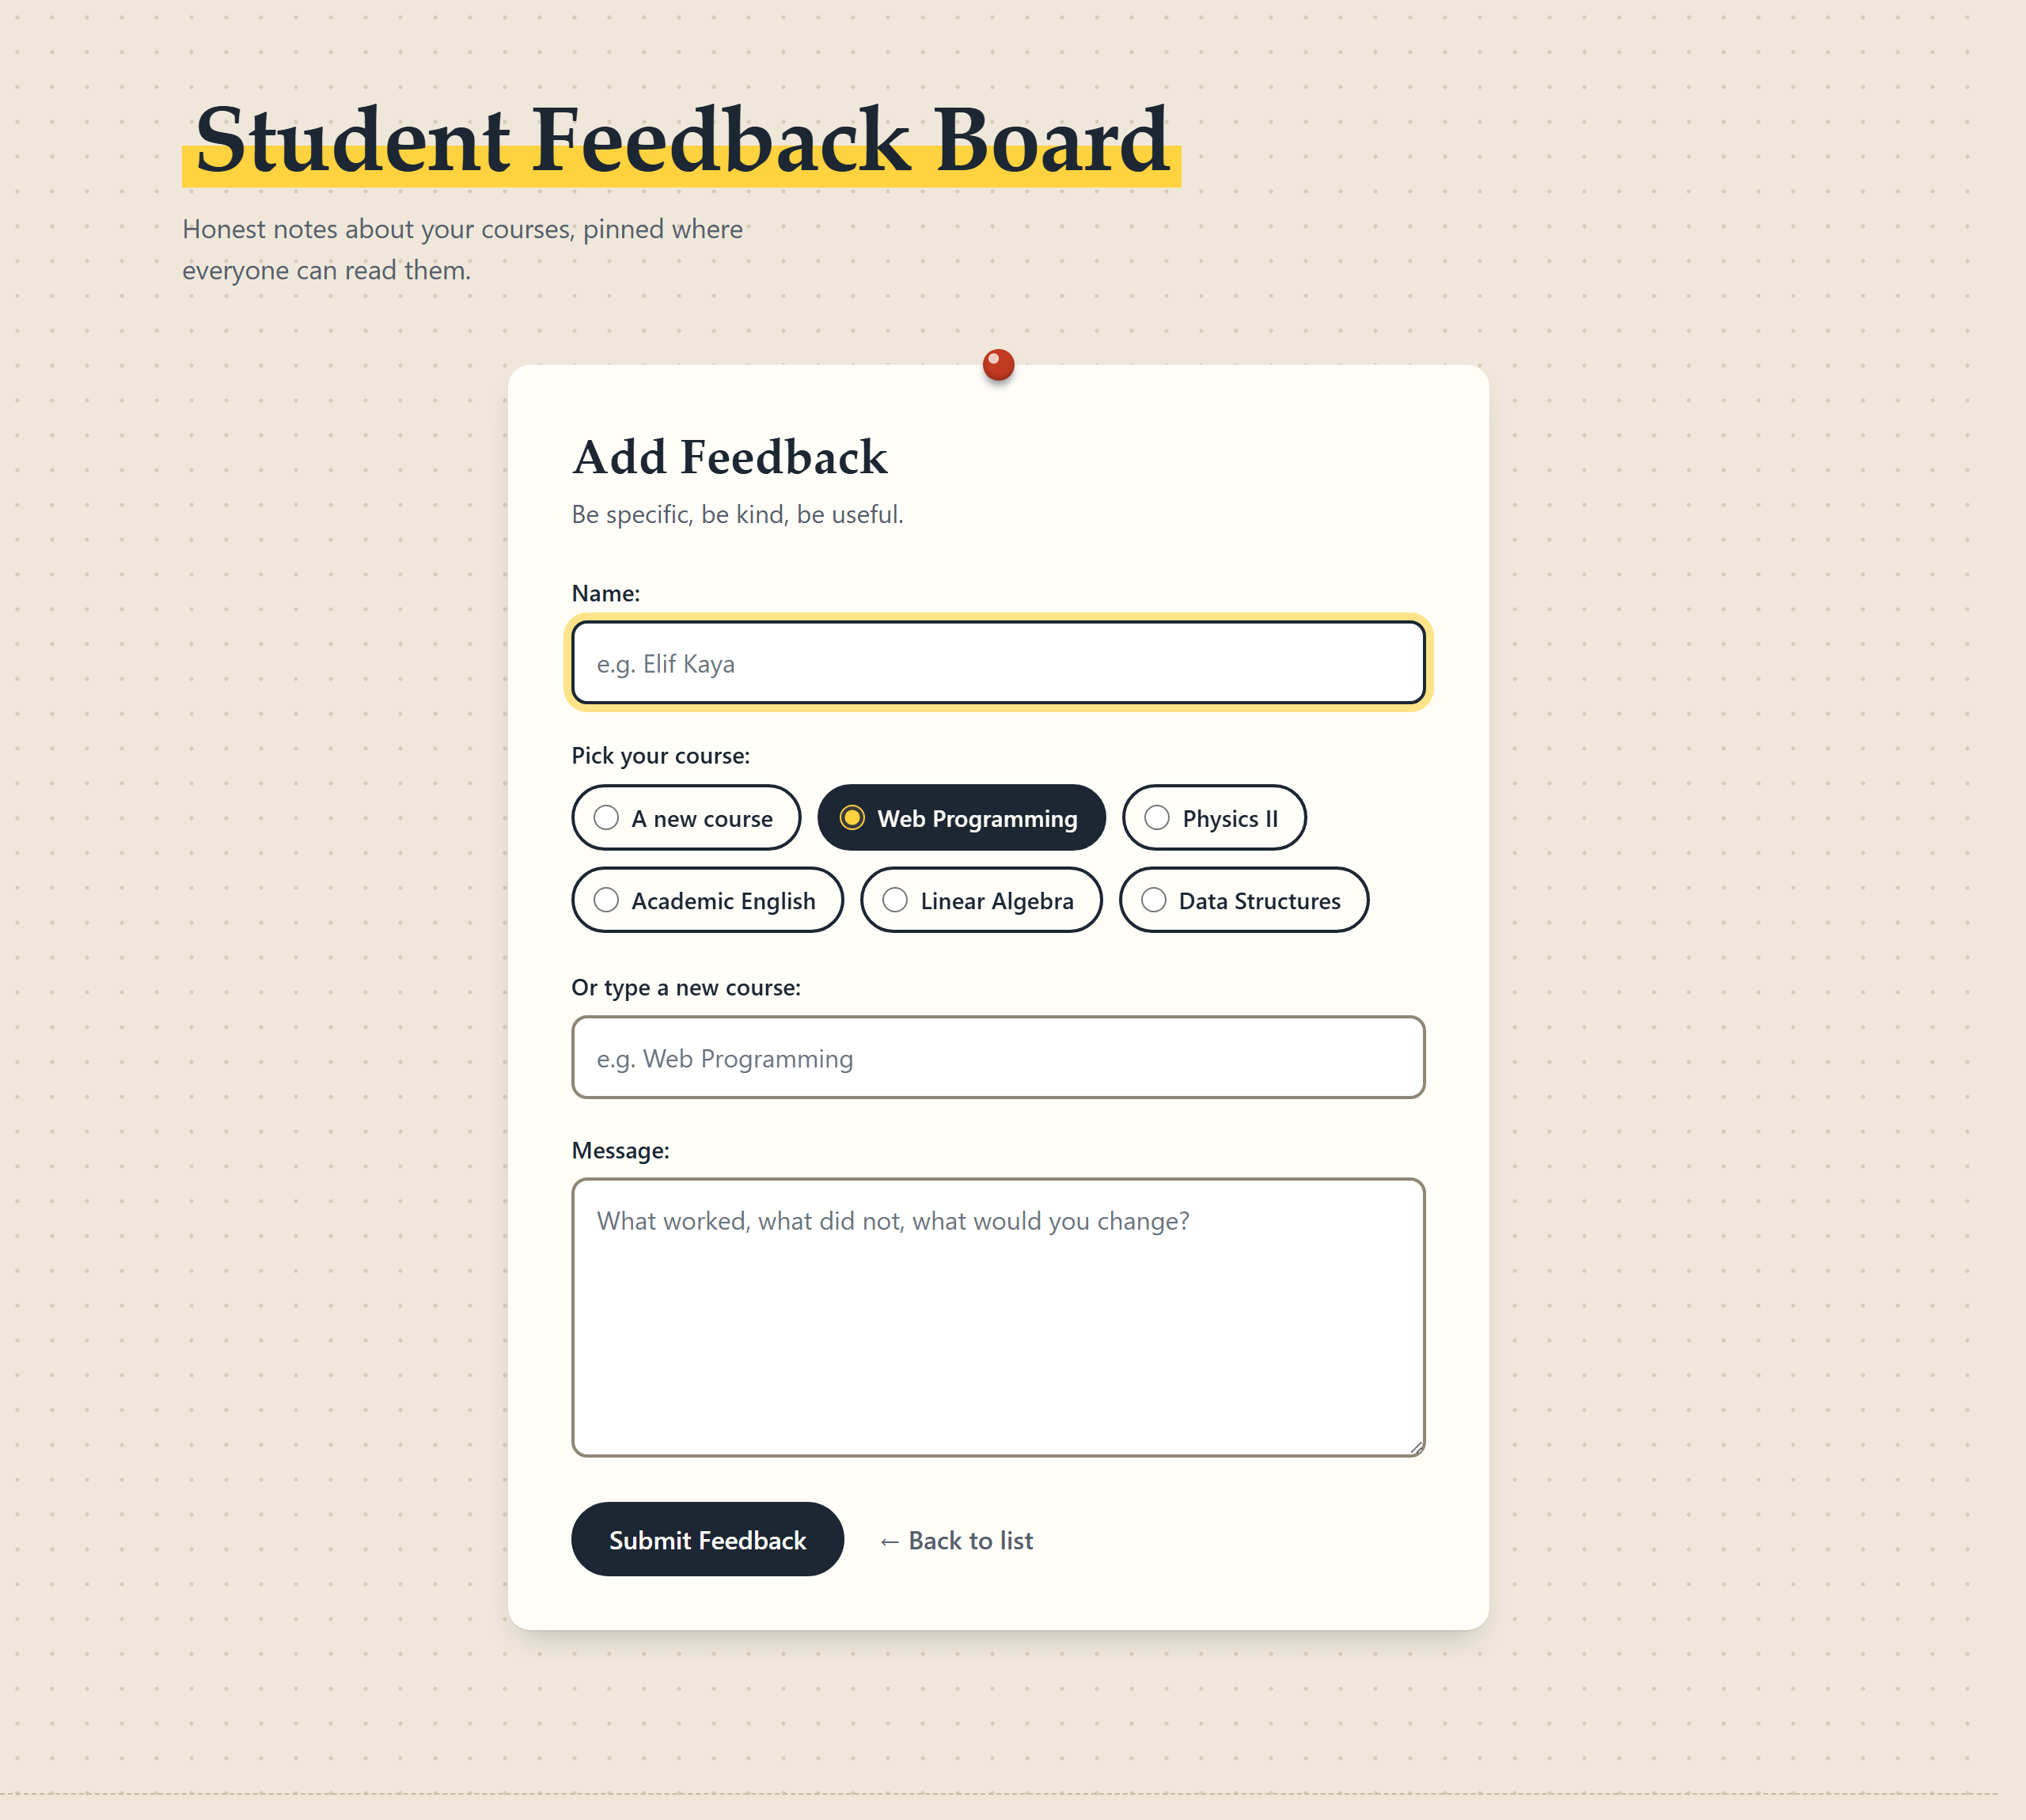 Student Feedback Board
Honest notes about your courses, pinned where
everyone can read them.
Add Feedback
Be specific, be kind, be useful.
Name:
e.g. Elif Kaya
Pick your course:
A new course
Web Programming
Physics II
Academic English
Linear Algebra
Data Structures
Or type a new course:
e.g. Web Programming
Message:
What worked, what did not, what would you change?
Submit Feedback
← Back to list